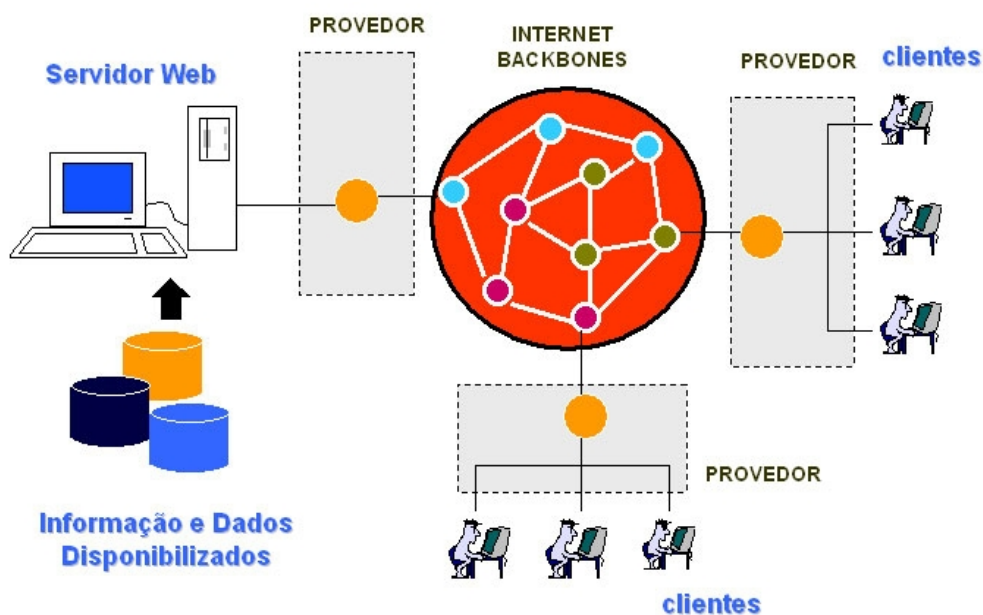 PROVEDOR
INTERNET
BACKBONES
PROVEDOR
clientes
Servidor Web
Informação e Dados
Disponibilizados
PROVEDOR
clientes